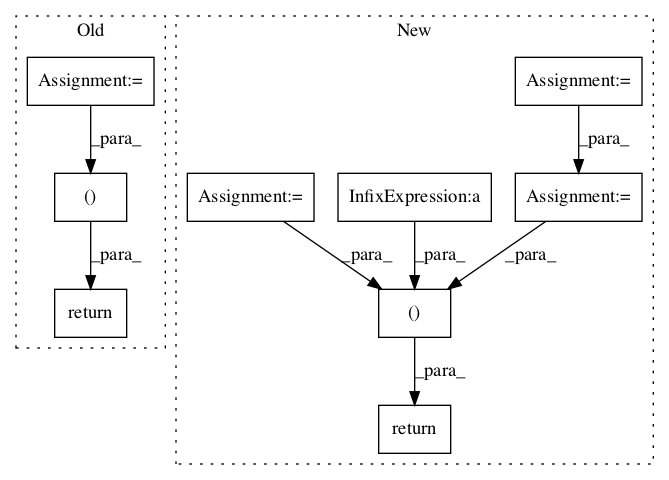 Old
New
Assignment:=
Assignment:=
_para_
_para_
()
Assignment:=
InfixExpression:a
Assignment:=
_para_
_para_
_para_
_para_
return
()
_para_
return